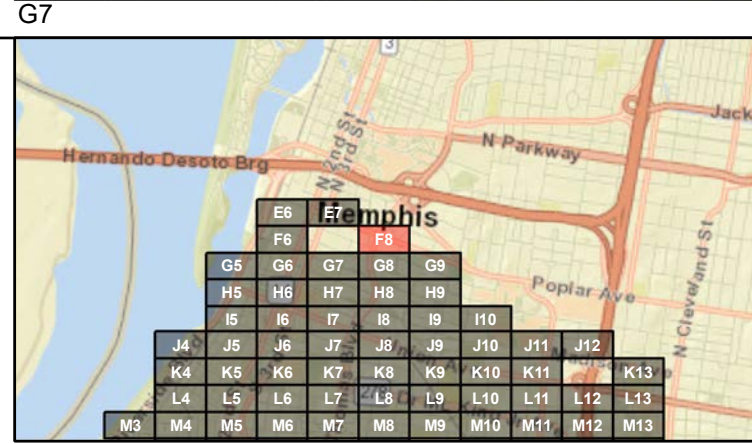 G7
3
Jack
N 2nd St
N 3rd St
N Parkway
Hernando Desoto Brg
E6 E7 Memphis
F6 F8
G5 G6 G7 G8 G9
Poplar Ave
N Cleveland St
H5 H6 H7 H8 H9
I5 I6 I7 I8 I9 I10
J4 J5 J6 J7 J8 J9 J10 J11 J12
K4 K5 K6 K7 K8 K9 K10 K11 K13
L4 L5 L6 L7 L8 L9 L10 L11 L12 L13
M3 M4 M5 M6 M7 M8 M9 M10 M11 M12 M13